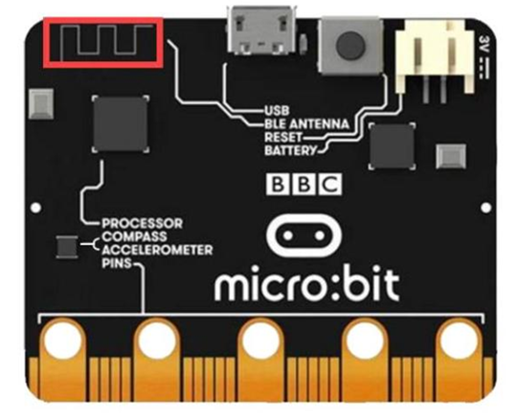 3V
USB
BLE ANTENNA
RESET
BATTERY
BBC
PROCESSOR
COMPASS
ACCELEROMETER
PINS
micro:bit